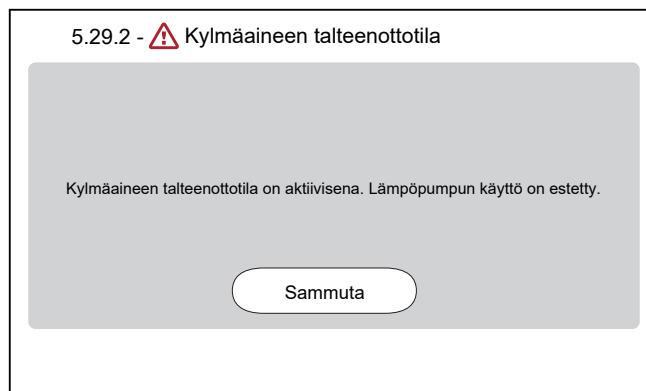 5.29.2 - Kylmäaineen talteenottotila
Kylmäaineen talteenottotila on aktiivisena. Lämpöpumpun käyttö on estetty.
Sammuta